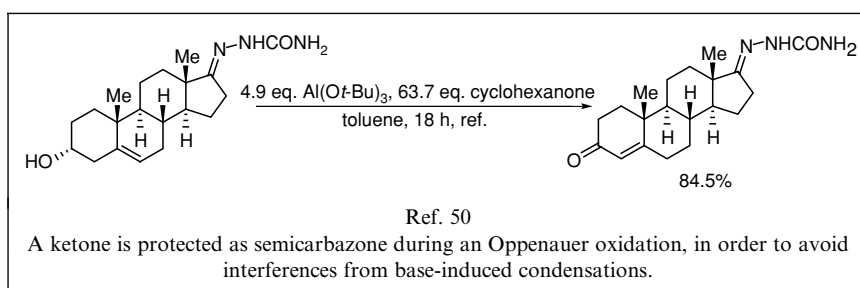 N
NHCONH2
Me
Me
H
H
H
HO
4.9 eq. Al(Ot-Bu)3, 63.7 eq. cyclohexanone
toluene, 18 h, ref.
N
NHCONH2
Me
Me
H
H
H
O
84.5%
Ref. 50
A ketone is protected as semicarbazone during an Oppenauer oxidation, in order to avoid
interferences from base-induced condensations.